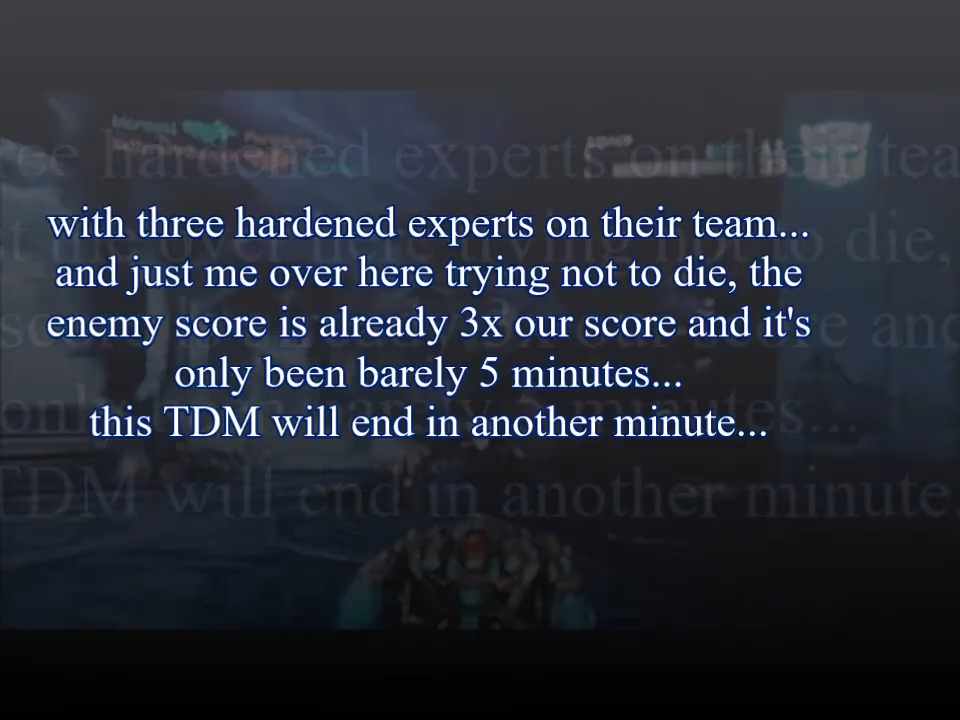 with three hardened experts on their team...
and just me over here trying not to die, the
enemy score is already 3x our score and it's
only been barely 5 minutes...
this TDM will end in another minute...